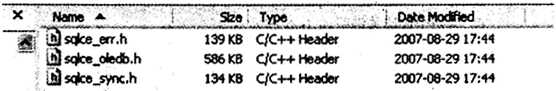 Name Size Type Date Modified
sqlce_err.h 139 KB C/C++ Header 2007-08-29 17:44
sqlce_oledb.h 586 KB C/C++ Header 2007-08-29 17:44
sqlce_sync.h 134 KB C/C++ Header 2007-08-29 17:44